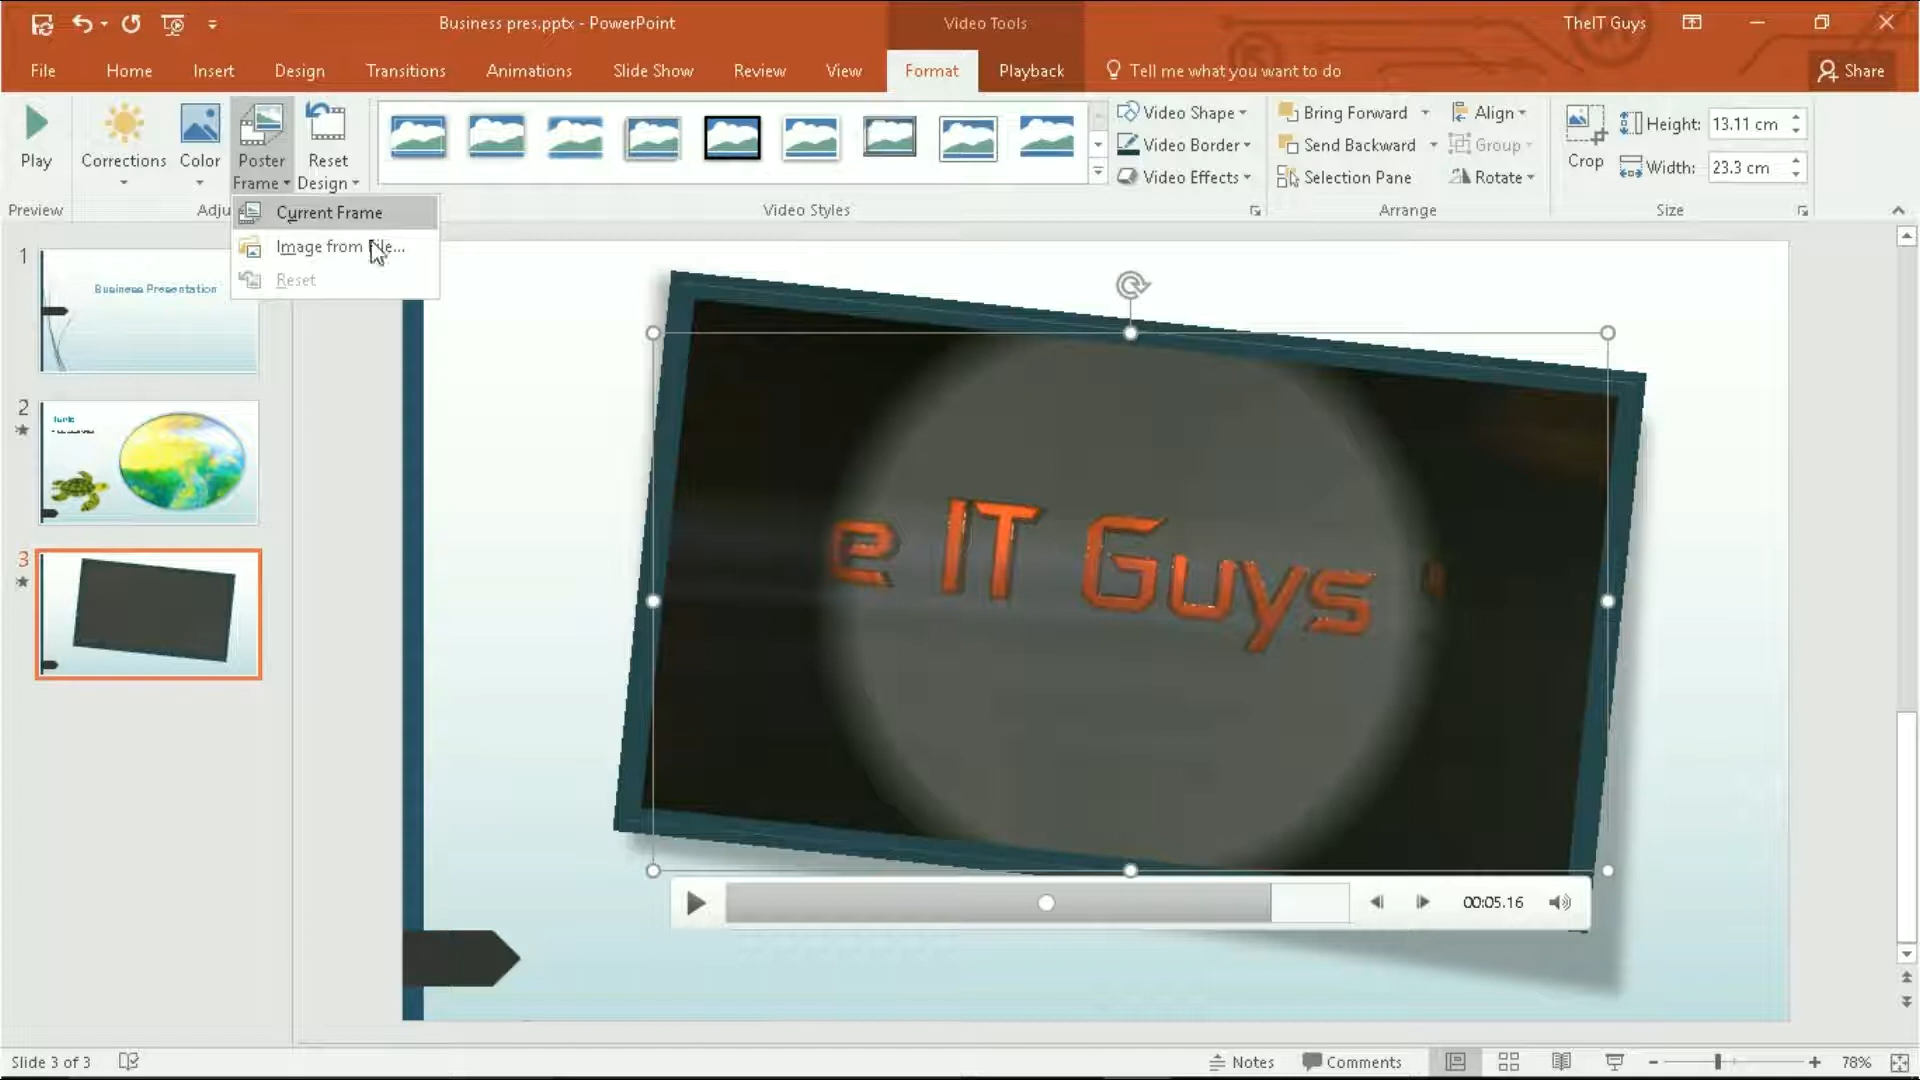 Business pres.pptx - PowerPoint
Video Tools
TheIT Guys
File
Home
Insert
Design
Transitions
Animations
Slide Show
Review
View
Format
Playback
Tell me what you want to do
Share
Play
Corrections
Color
Poster Frame
Reset Design
Video Shape
Video Border
Video Effects
Bring Forward
Send Backward
Selection Pane
Align
Group
Rotate
Crop
Height: 13.11 cm
Width: 23.3 cm
Preview
Adju
Video Styles
Arrange
Size
Current Frame
Image from File...
Reset
1
Business Presentation
2
3
e IT Guys
00:05.16
Slide 3 of 3
Notes
Comments
78%